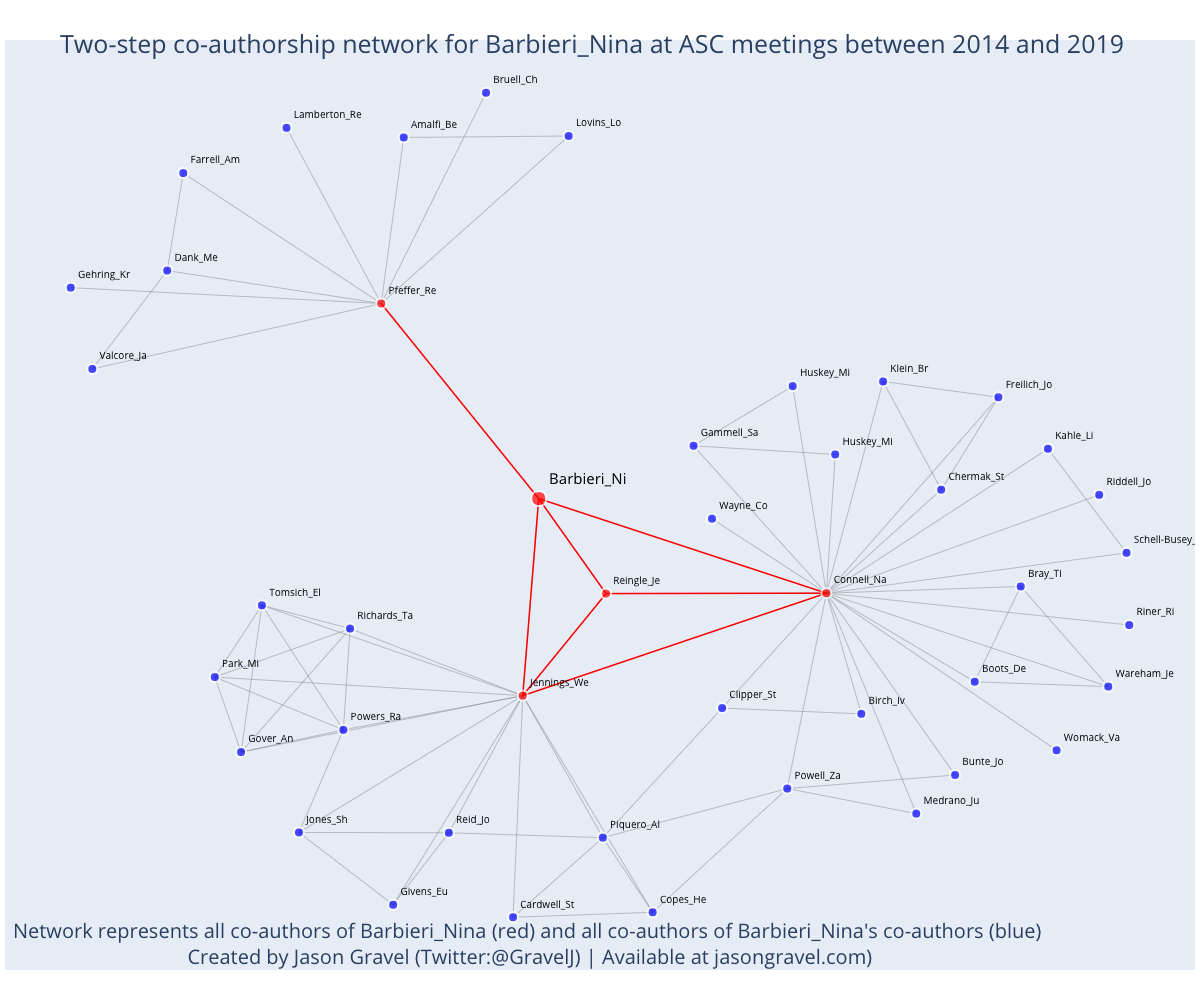 Two-step co-authorship network for Barbieri_Nina at ASC meetings between 2014 and 2019
Bruell_Ch
Lamberton_Re
Amalfi_Be
Lovins_Lo
Farrell_Am
Dank_Me
Gehring_Kr
Pfeffer_Re
Valcore_Ja
Huskey_Mi
Klein_Br
Freilich_Jo
Gammell_Sa
Huskey_Mi
Kahle_Li
Barbieri_Ni
Chermak_St
Riddell_Jo
Wayne_Co
Schell-Busey_
Reingle_Je
Connell_Na
Bray_Ti
Tomsich_El
Richards_Ta
Riner_Ri
Park_Mi
Jennings_We
Boots_De
Wareham_Je
Clipper_St
Birch_Iv
Powers_Ra
Gover_An
Womack_Va
Bunte_Jo
Powell_Za
Medrano_Ju
Jones_Sh
Reid_Jo
Piquero_Al
Givens_Eu
Cardwell_St
Copes_He
Network represents all co-authors of Barbieri_Nina (red) and all co-authors of Barbieri_Nina's co-authors (blue)
Created by Jason Gravel (Twitter:@GravelJ) | Available at jasongravel.com)